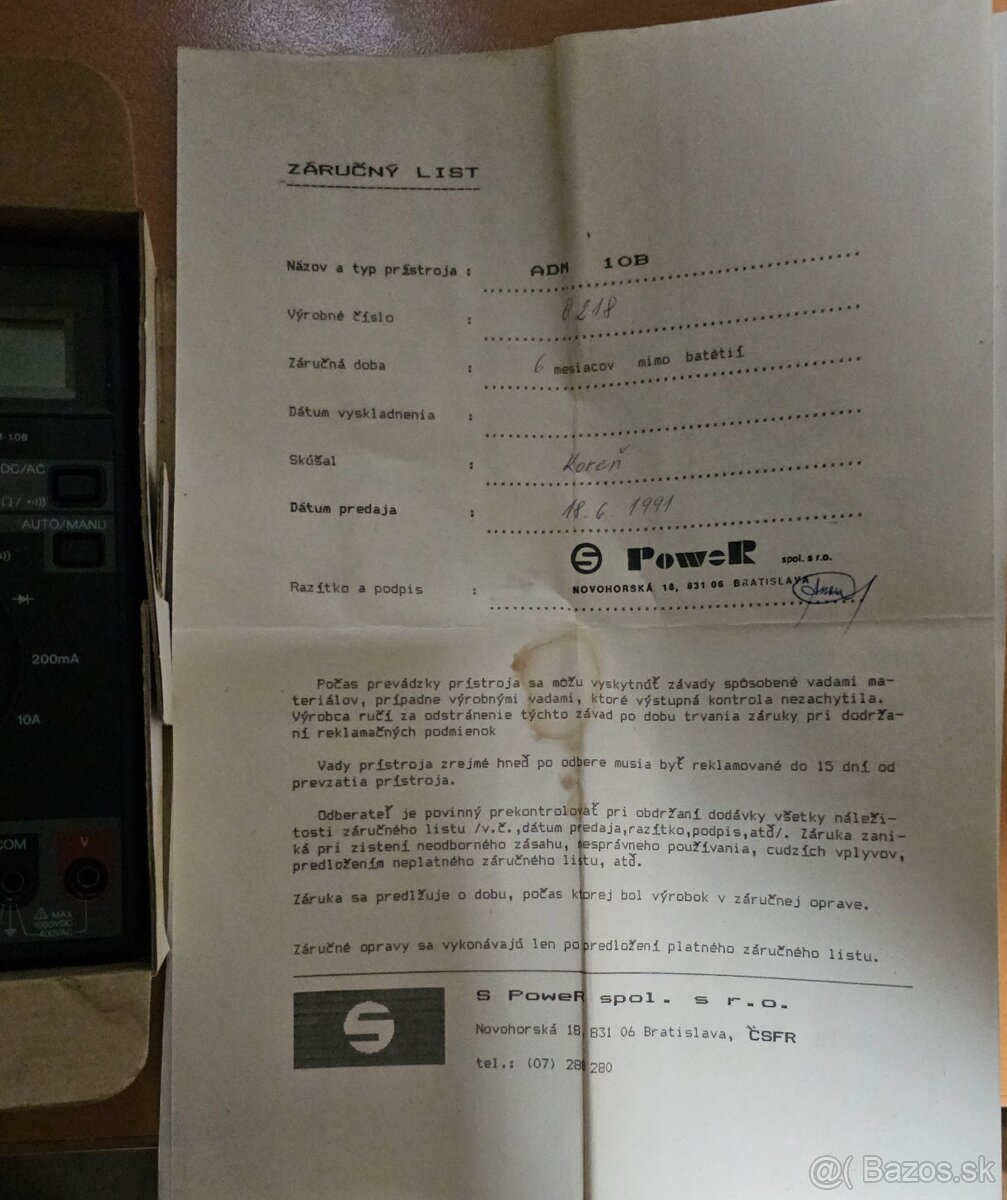 ZÁRUČNÝ LIST
Názov a typ prístroja : ADM 10B
Výrobné číslo : 8218
Záručná doba : 6 mesiacov mimo batétií
Dátum vyskladnenia :
Skúšal : Koreň
Dátum predaja : 18. 6. 1991
S PoweR spol. s r.o.
NOVOHORSKÁ 18, 831 06 BRATISLAVA
Razítko a podpis :
Počas prevádzky prístroja sa môžu vyskytnúť závady spôsobené vadami ma-
teriálov, prípadne výrobnými vadami, ktoré výstupná kontrola nezachytila.
Výrobca ručí za odstránenie týchto závad po dobu trvania záruky pri dodrža-
ní reklamačných podmienok
Vady prístroja zrejmé hneď po odbere musia byť reklamované do 15 dní od
prevzatia prístroja.
Odberateľ je povinný prekontrolovať pri obdržaní dodávky všetky náleži-
tosti záručného listu /v.č.,dátum predaja,razítko,podpis,atď/. Záruka zani-
ká pri zistení neodborného zásahu, nesprávneho používania, cudzích vplyvov,
predložením neplatného záručného listu, atď.
Záruka sa predlžuje o dobu, počas ktorej bol výrobok v záručnej oprave.
Záručné opravy sa vykonávajú len po predložení platného záručného listu.
S
S PoweR spol. s r.o.
Novohorská 18,831 06 Bratislava, ČSFR
tel.: (07) 28 280
-10B
DC/AC
Ω/
AUTO/MANU
200mA
10A
COM
V
MAX
1000VDC
~400VAC
@( Bazos.sk